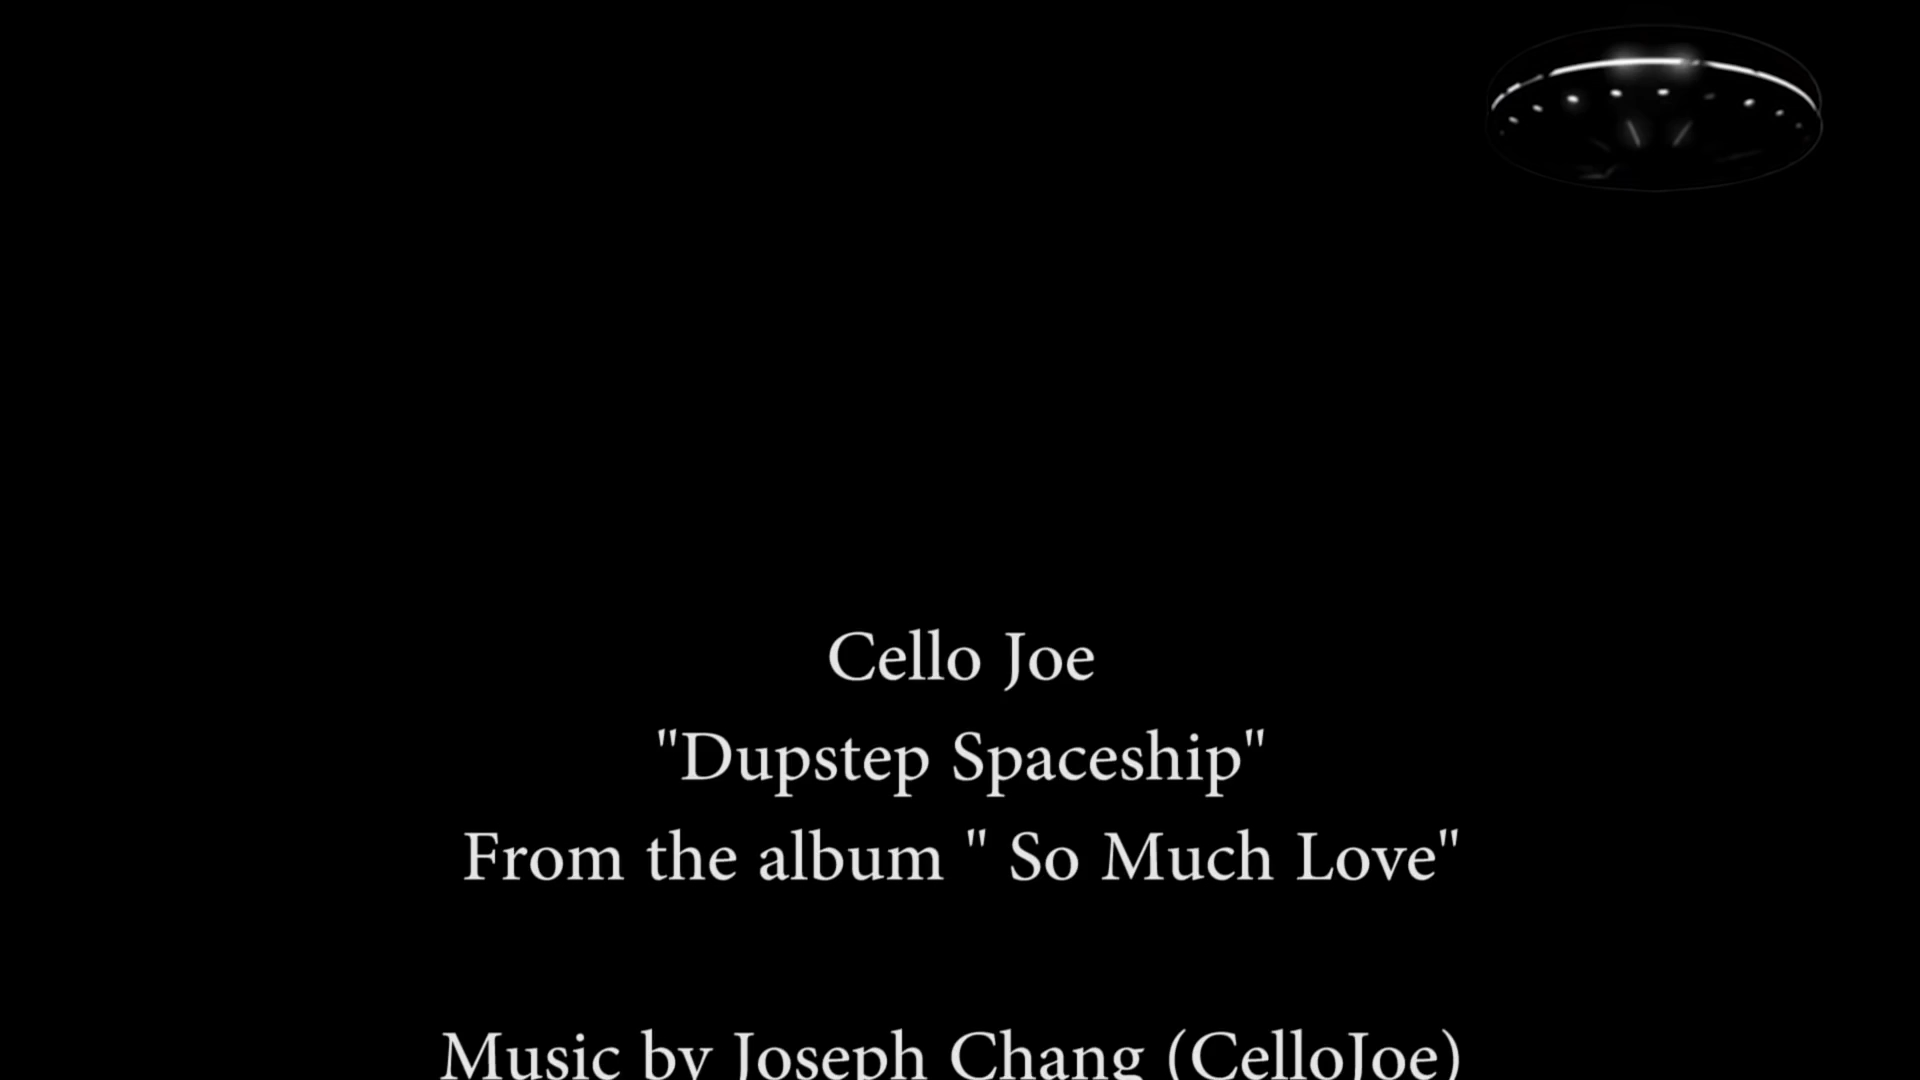 Cello Joe
"Dupstep Spaceship"
From the album " So Much Love"
Music by Joseph Chang (CelloJoe)